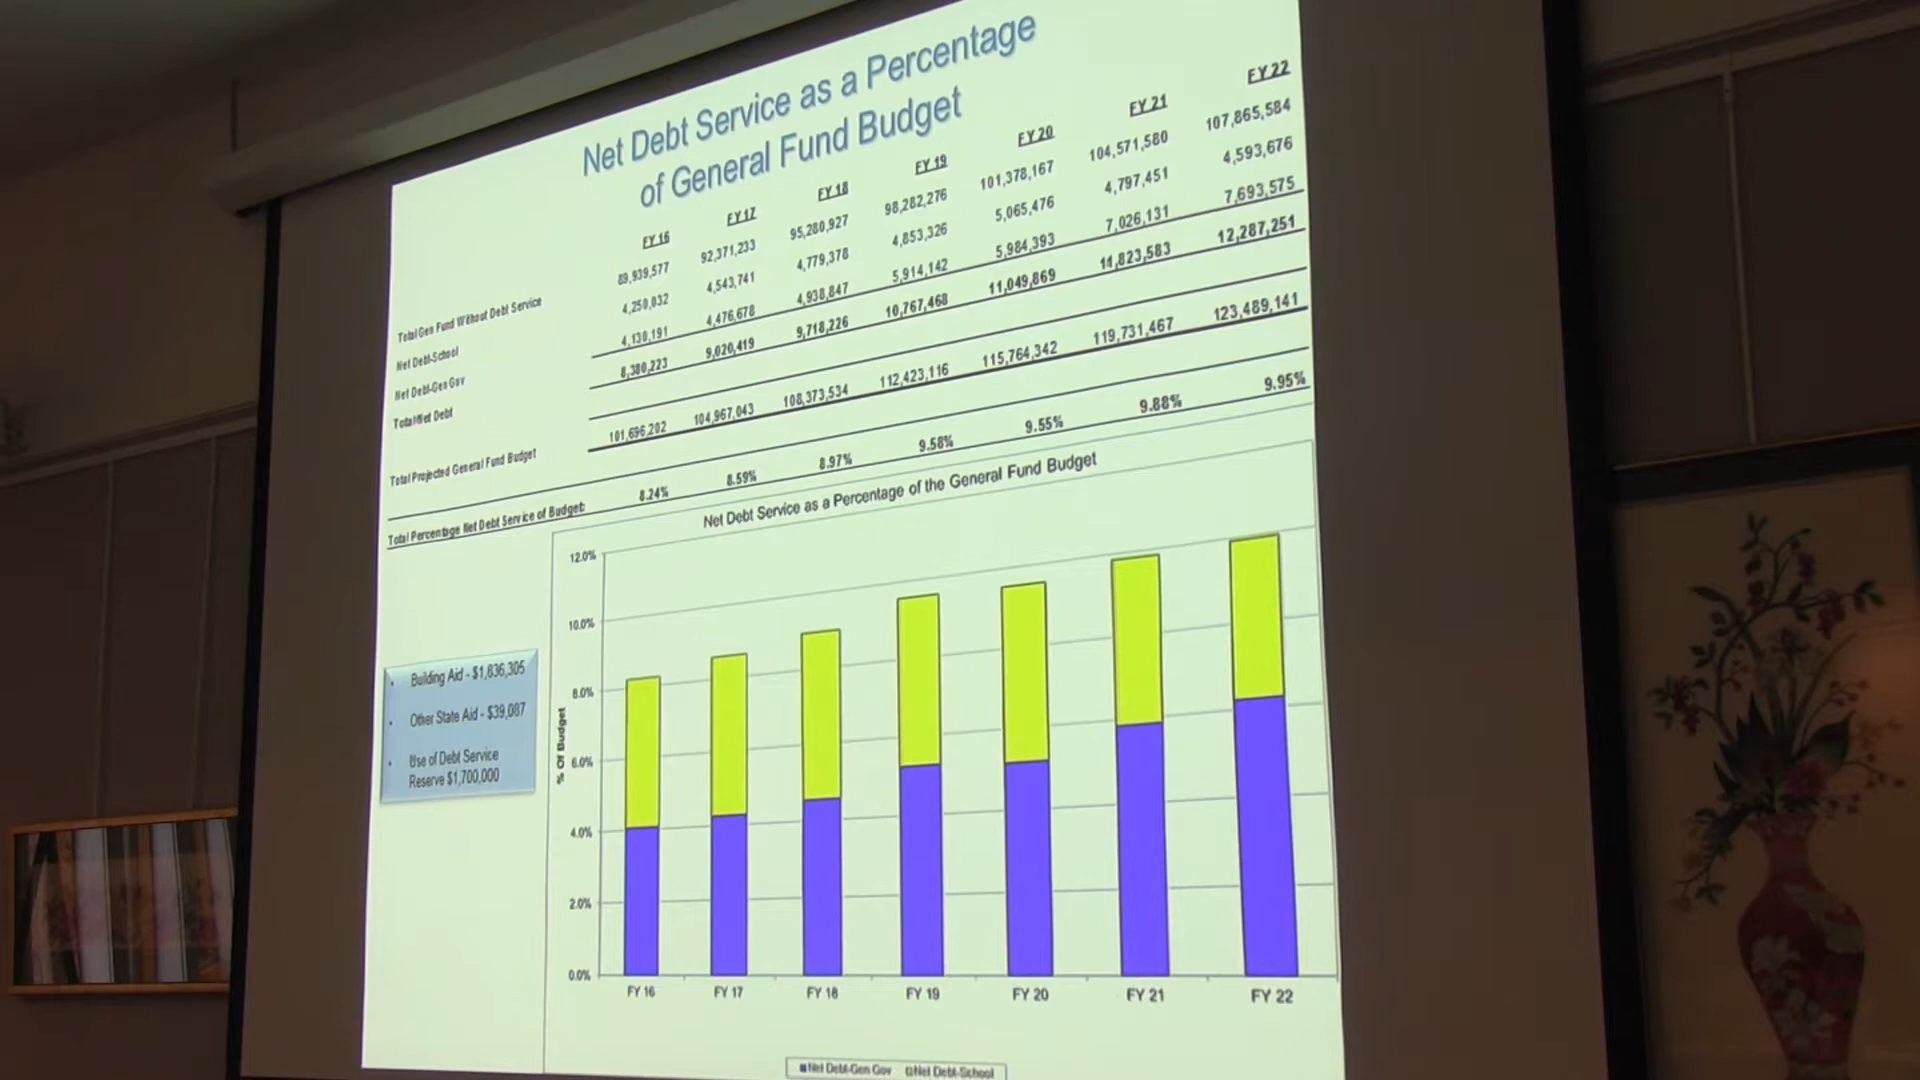 Net Debt Service as a Percentage
of General Fund Budget
FY 16 FY 17 FY 18 FY 19 FY 20 FY 21 FY 22
Total Gen Fund Without Debt Service 89,939,577 92,371,233 95,280,927 98,282,276 101,378,167 104,571,580 107,865,584
Net Debt-School 4,250,032 4,543,741 4,779,378 4,853,326 5,065,476 4,797,451 4,593,676
Net Debt-Gen Gov 4,130,191 4,476,678 4,938,847 5,914,142 5,984,393 7,026,131 7,693,575
Total Net Debt 8,380,223 9,020,419 9,718,226 10,767,468 11,049,869 11,823,583 12,287,251
Total Projected General Fund Budget 101,696,202 104,967,043 108,373,534 112,423,116 115,764,342 119,731,467 123,489,141
Total Percentage Net Debt Service of Budget: 8.24% 8.59% 8.97% 9.58% 9.55% 9.88% 9.95%
Net Debt Service as a Percentage of the General Fund Budget
12.0%
10.0%
8.0%
6.0%
4.0%
2.0%
0.0%
% Of Budget
FY 16 FY 17 FY 18 FY 19 FY 20 FY 21 FY 22
Net Debt-Gen Gov Net Debt-School
• Building Aid - $1,836,305
• Other State Aid - $39,087
• Use of Debt Service
Reserve $1,700,000